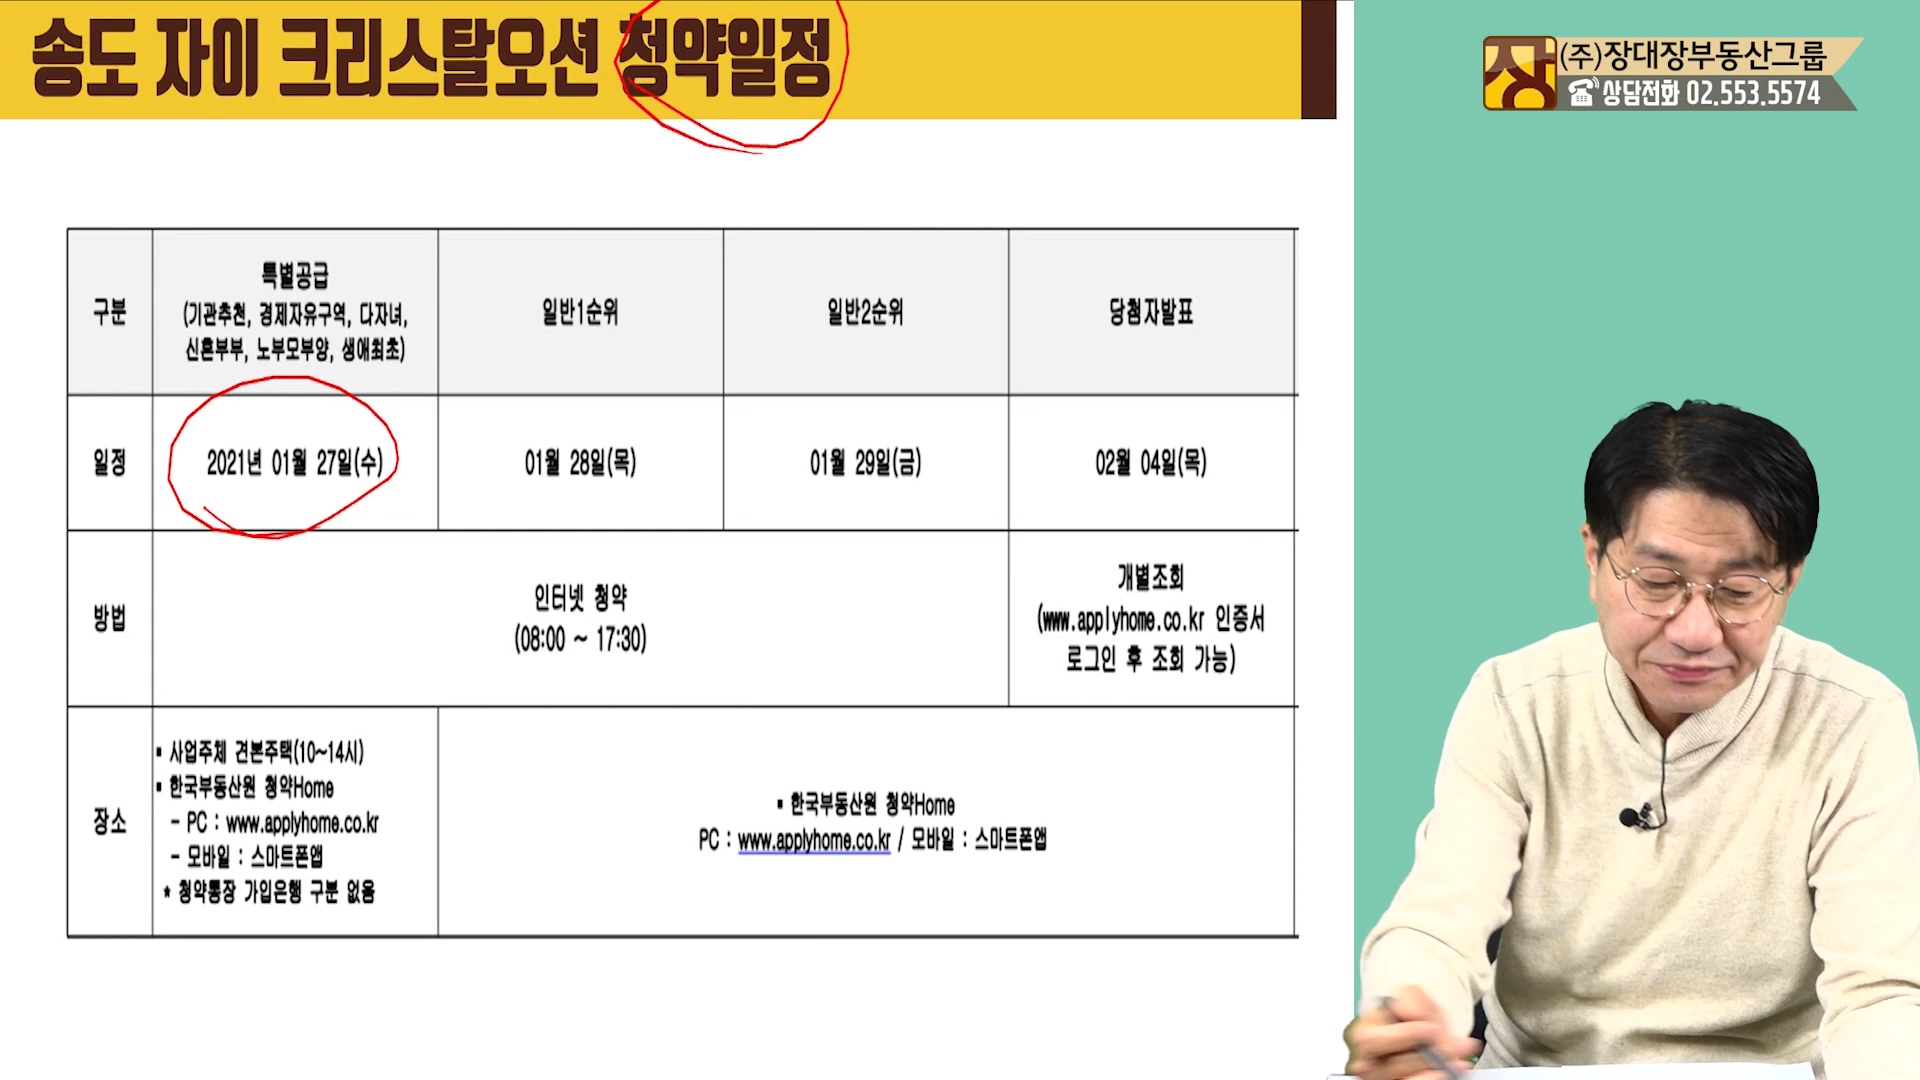 송도 자이 크리스탈오션 청약일정
장
(주)장대장부동산그룹
상담전화 02.553.5574
구분
특별공급
(기관추천, 경제자유구역, 다자녀,
신혼부부, 노부모부양, 생애최초)
일반1순위
일반2순위
당첨자발표
일정
2021년 01월 27일(수)
01월 28일(목)
01월 29일(금)
02월 04일(목)
방법
인터넷 청약
(08:00 ~ 17:30)
개별조회
(www.applyhome.co.kr 인증서
로그인 후 조회 가능)
장소
▪ 사업주체 견본주택(10~14시)
▪ 한국부동산원 청약Home
- PC : www.applyhome.co.kr
- 모바일 : 스마트폰앱
* 청약통장 가입은행 구분 없음
▪ 한국부동산원 청약Home
PC : www.applyhome.co.kr / 모바일 : 스마트폰앱